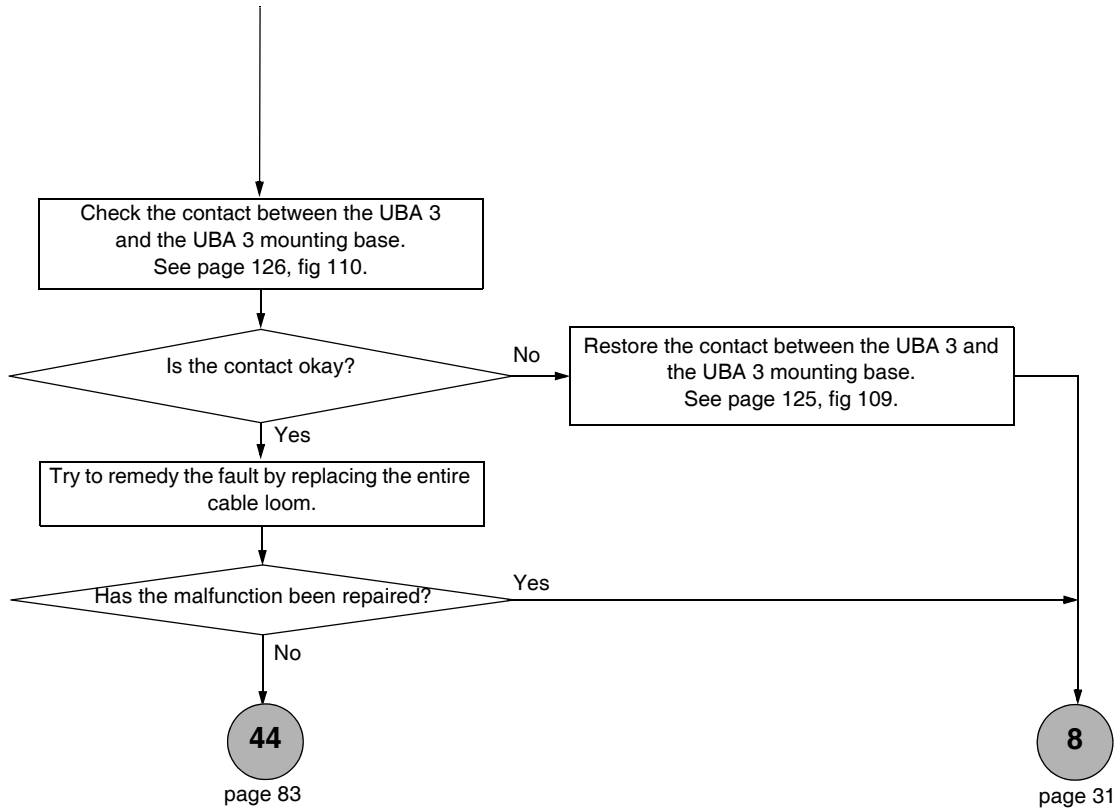 Check the contact between the UBA 3
and the UBA 3 mounting base.
See page 126, fig 110.
Is the contact okay?
No
Restore the contact between the UBA 3 and
the UBA 3 mounting base.
See page 125, fig 109.
Yes
Try to remedy the fault by replacing the entire
cable loom.
Has the malfunction been repaired?
Yes
No
44
page 83
8
page 31